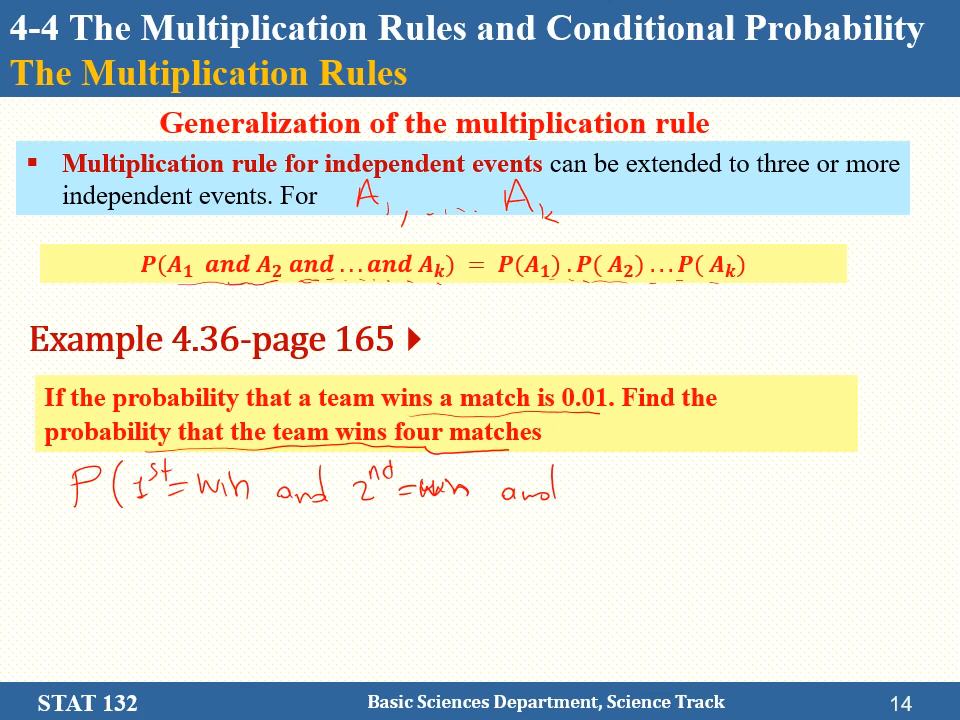 4-4 The Multiplication Rules and Conditional Probability
The Multiplication Rules
Generalization of the multiplication rule
▪ Multiplication rule for independent events can be extended to three or more
independent events. For A₁, .... Aₖ
P(A₁ and A₂ and ... and Aₖ) = P(A₁) . P( A₂) ... P( Aₖ)
Example 4.36-page 165
If the probability that a team wins a match is 0.01. Find the
probability that the team wins four matches
P(1st = win and 2nd = win and
STAT 132
Basic Sciences Department, Science Track
14